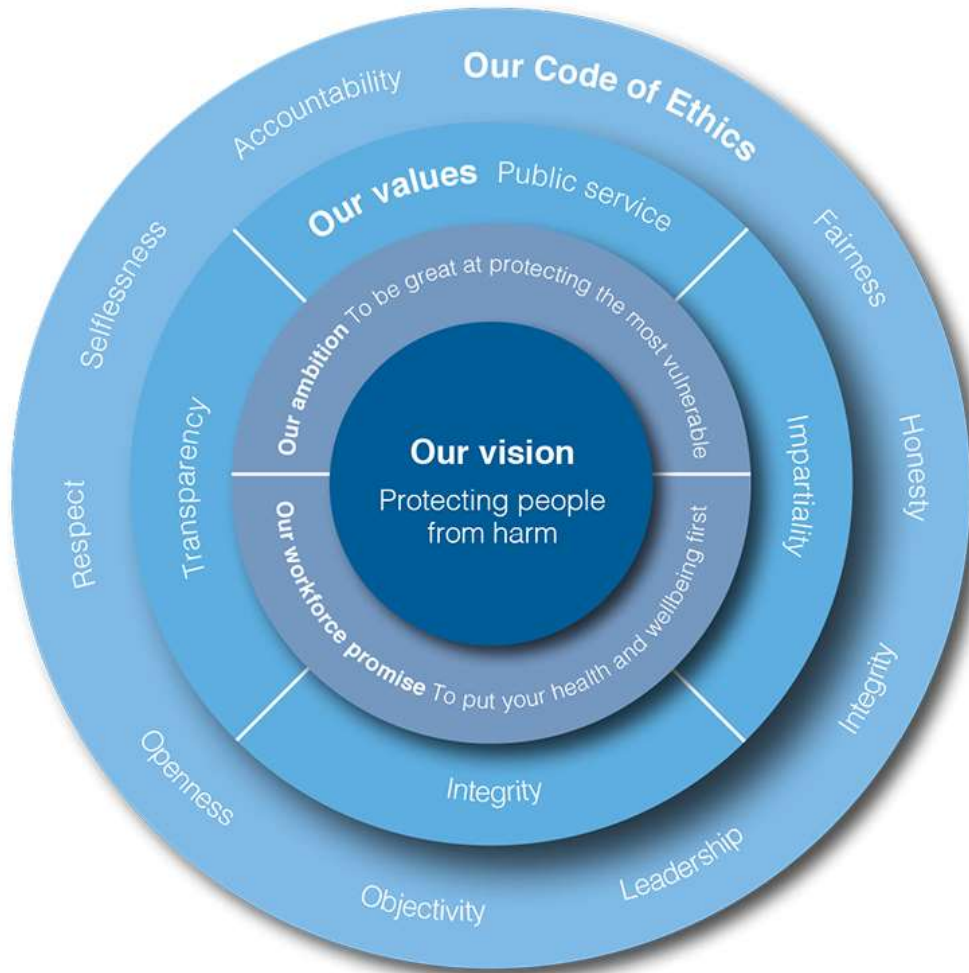 Our Code of Ethics
Fairness
Honesty
Integrity
Leadership
Objectivity
Openness
Respect
Selflessness
Accountability
Our values Public service
Impartiality
Integrity
Transparency
Our ambition To be great at protecting the most vulnerable
Our workforce promise To put your health and wellbeing first
Our vision
Protecting people
from harm